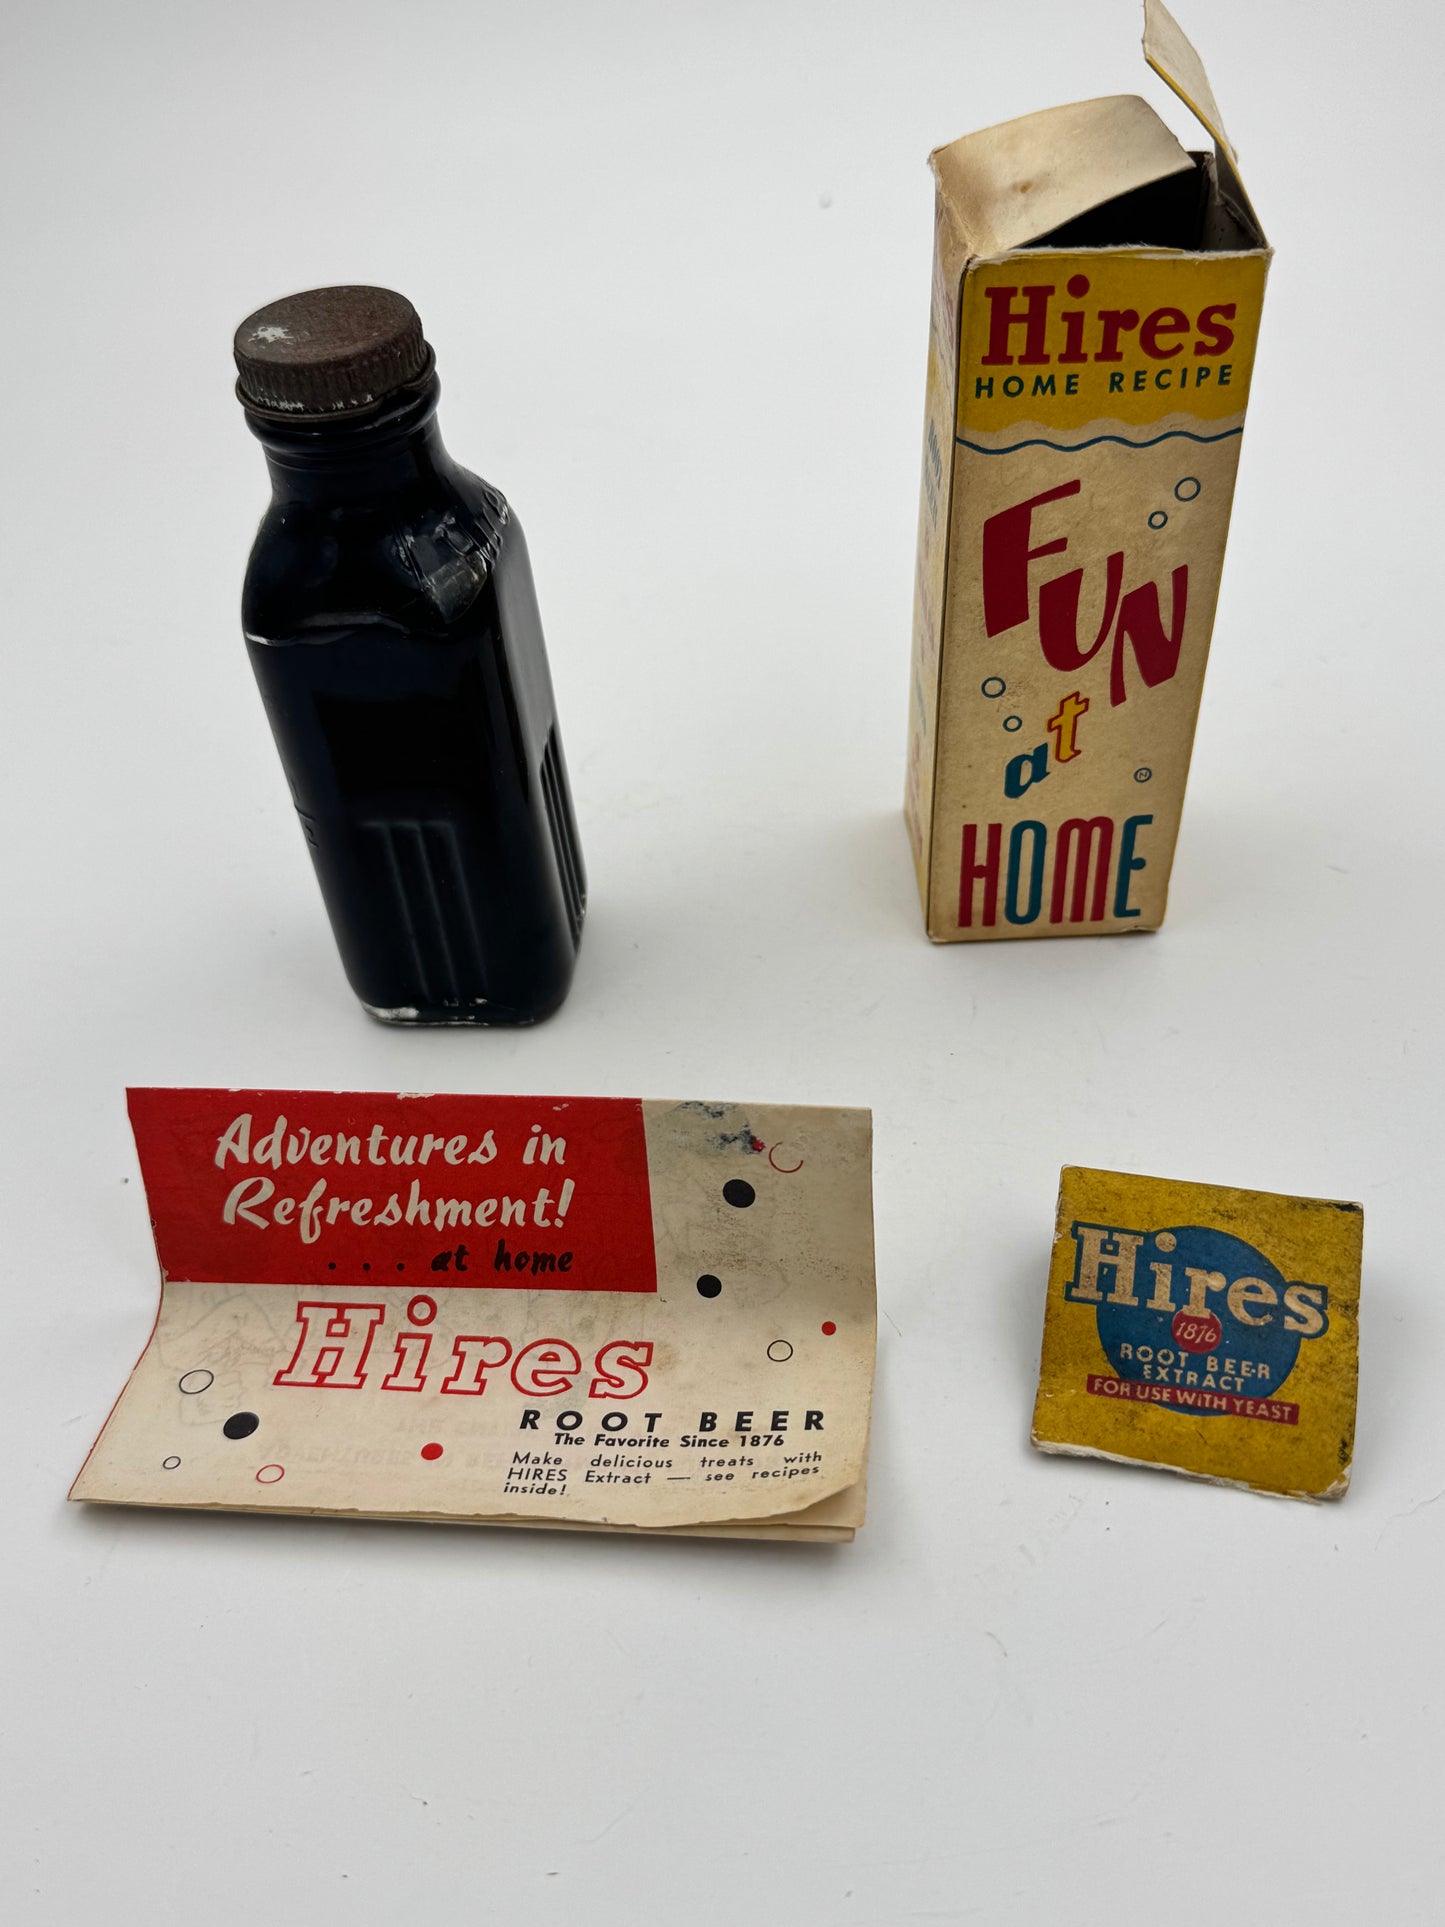 Hires
Hires
HOME RECIPE
FUN
at
N
HOME
Adventures in
Refreshment!
... at home
Hires
ROOT BEER
The Favorite Since 1876
Make delicious treats with
HIRES Extract — see recipes
inside!
Hires
1876
ROOT BEER
EXTRACT
FOR USE WITH YEAST